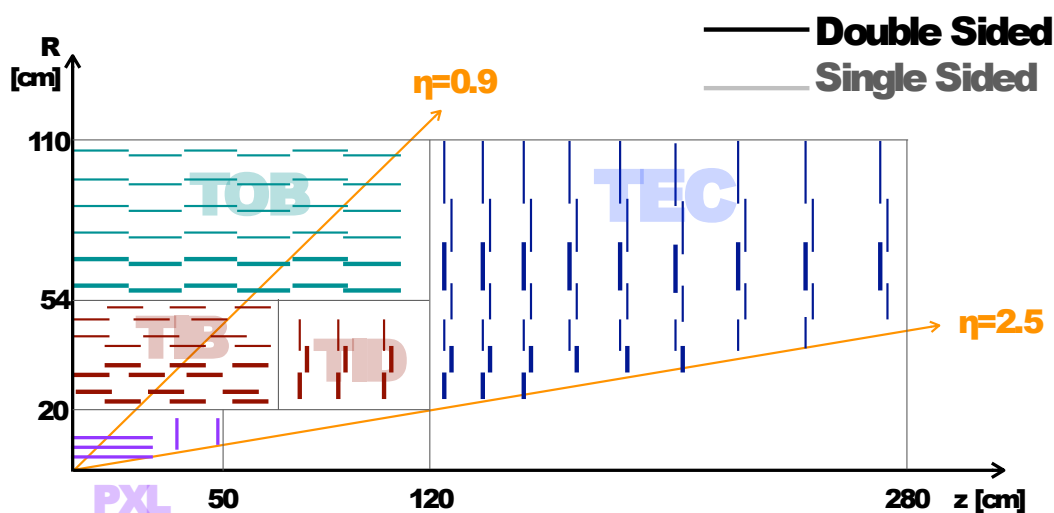 Double Sided
Single Sided
R
[cm]
η=0.9
110
TOB
TEC
54
TIB
TID
η=2.5
20
PXL
50
120
280
z [cm]